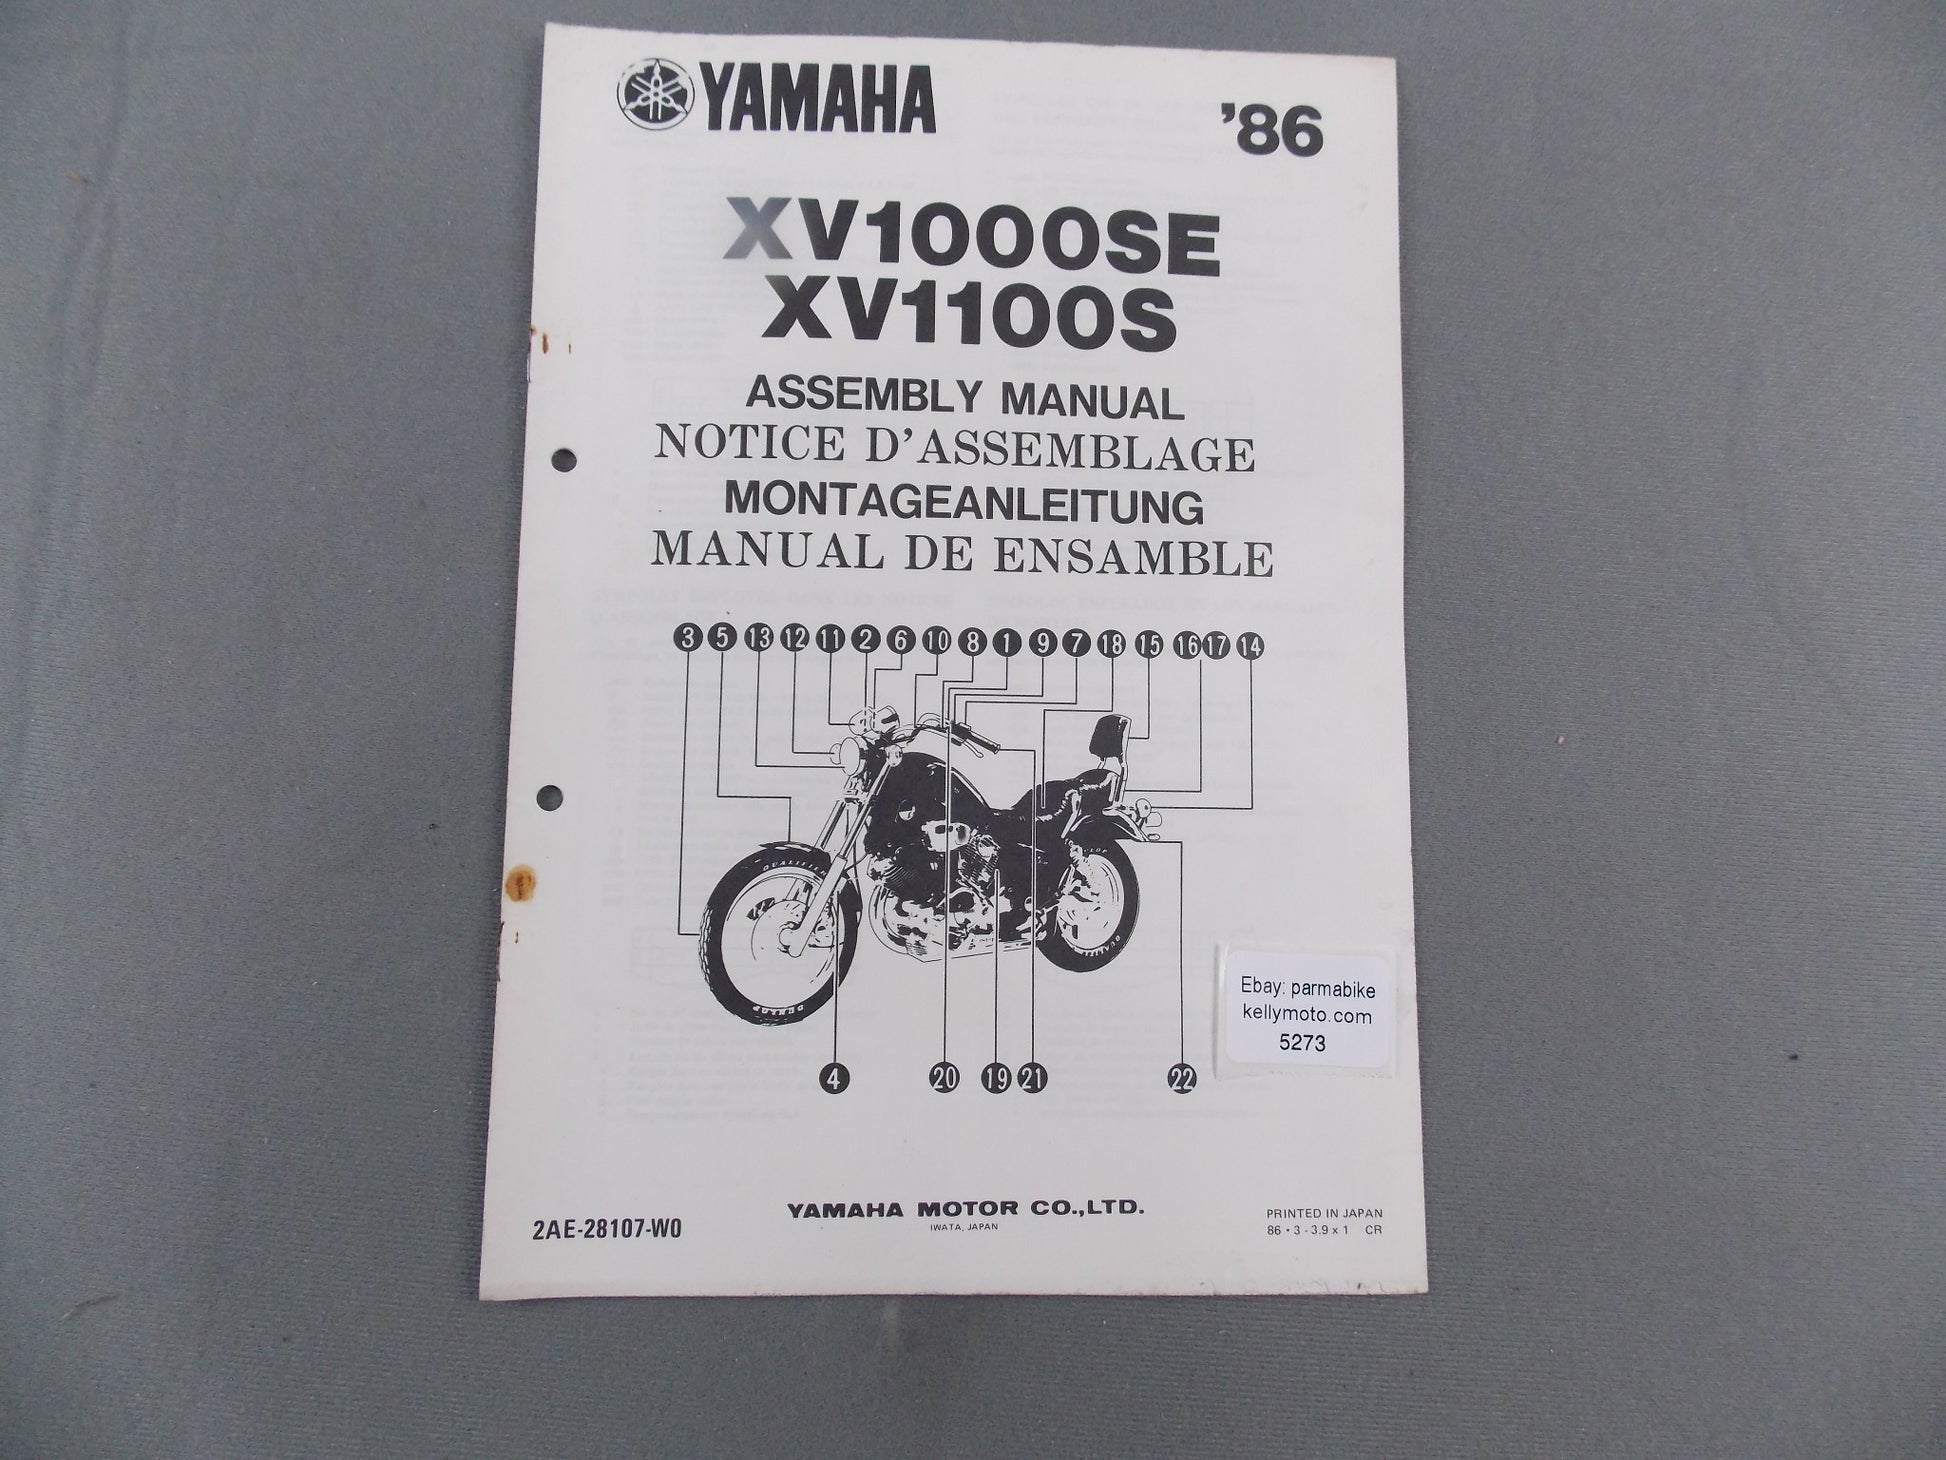 YAMAHA
'86
XV1000SE
XV1100S
ASSEMBLY MANUAL
NOTICE D'ASSEMBLAGE
MONTAGEANLEITUNG
MANUAL DE ENSAMBLE
3 5 13 12 11 2 6 10 8 1 9 7 18 15 16 17 14
QUALIFIER
DUNLOP
Ebay: parmabike
kellymoto.com
5273
4 20 19 21 22
YAMAHA MOTOR CO.,LTD.
IWATA, JAPAN
2AE-28107-W0
PRINTED IN JAPAN
86・3-3.9×1 CR